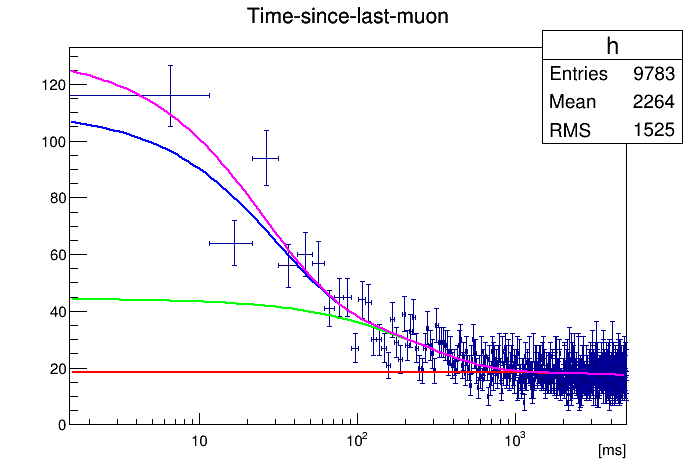 Time-since-last-muon
h
Entries 9783
Mean 2264
RMS 1525
120
100
80
60
40
20
0
10 10² 10³
[ms]